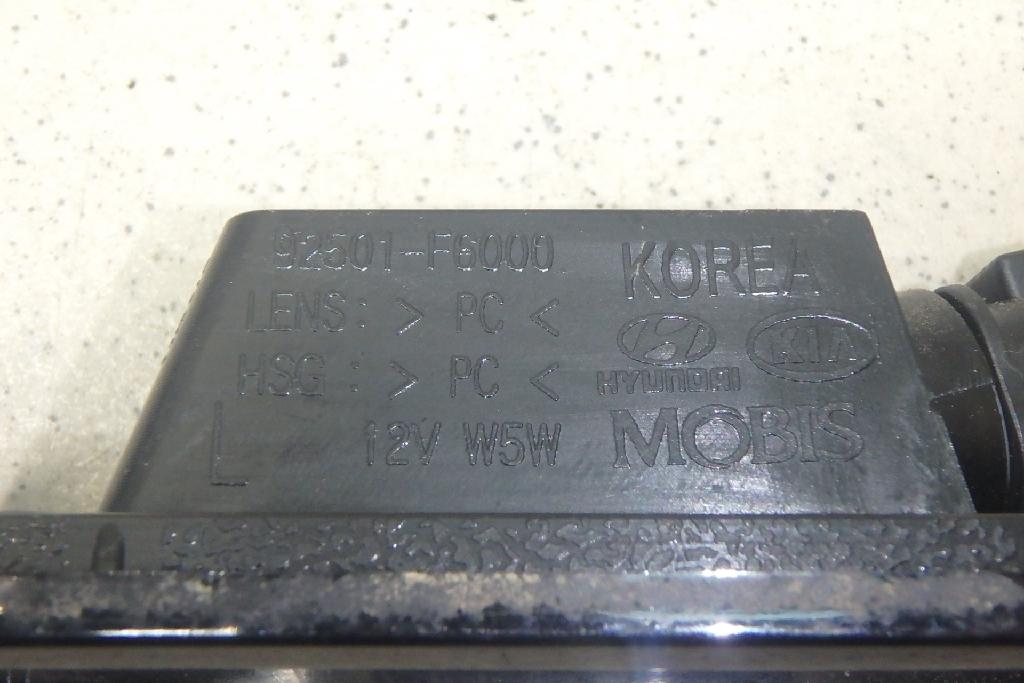 92501-F6000
LENS: > PC <
HSG : > PC <
L 12V W5W
KOREA
HYUNDAI KIA
MOBIS